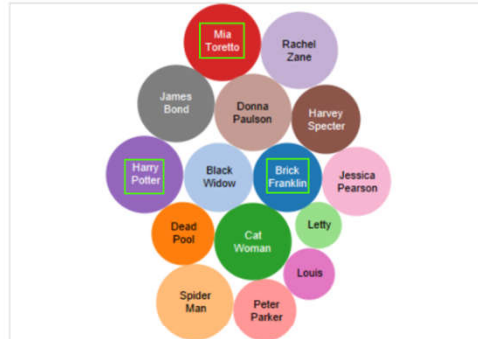 Mia
Toretto
Rachel
Zane
James
Bond
Donna
Paulson
Harvey
Specter
Harry
Potter
Black
Widow
Brick
Franklin
Jessica
Pearson
Dead
Pool
Cat
Woman
Letty
Louis
Spider
Man
Peter
Parker